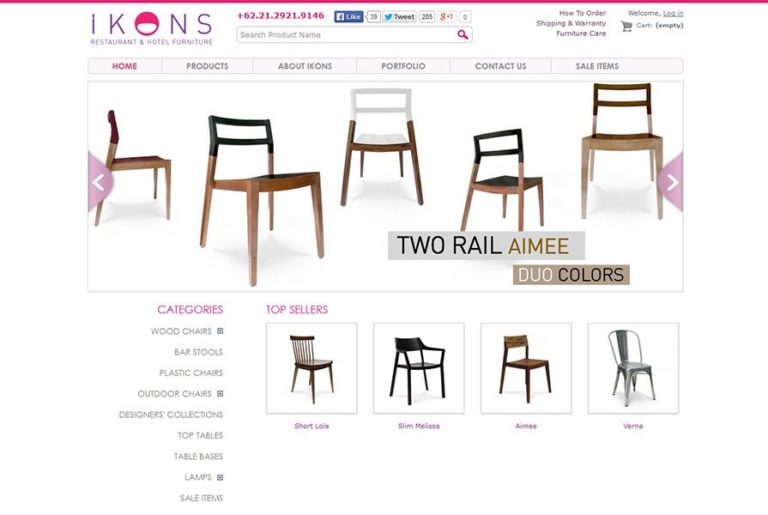 IKONS
RESTAURANT & HOTEL FURNITURE
+62.21.2921.9146
Like 39 Tweet 205 g+1 0
Search Product Name
How To Order
Shipping & Warranty
Furniture Care
Welcome, Log in
Cart: (empty)
HOME PRODUCTS ABOUT IKONS PORTFOLIO CONTACT US SALE ITEMS
TWO RAIL AIMEE
DUO COLORS
CATEGORIES
WOOD CHAIRS
BAR STOOLS
PLASTIC CHAIRS
OUTDOOR CHAIRS
DESIGNERS' COLLECTIONS
TOP TABLES
TABLE BASES
LAMPS
SALE ITEMS
TOP SELLERS
Short Lola
Slim Melissa
Aimee
Verna